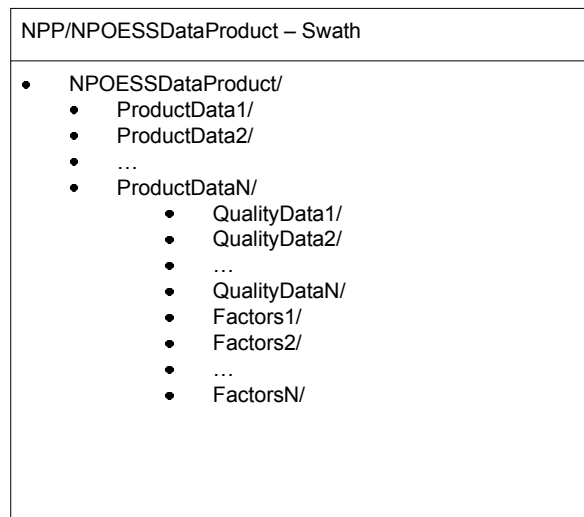 NPP/NPOESSDataProduct – Swath
• NPOESSDataProduct/
• ProductData1/
• ProductData2/
• …
• ProductDataN/
• QualityData1/
• QualityData2/
• …
• QualityDataN/
• Factors1/
• Factors2/
• …
• FactorsN/